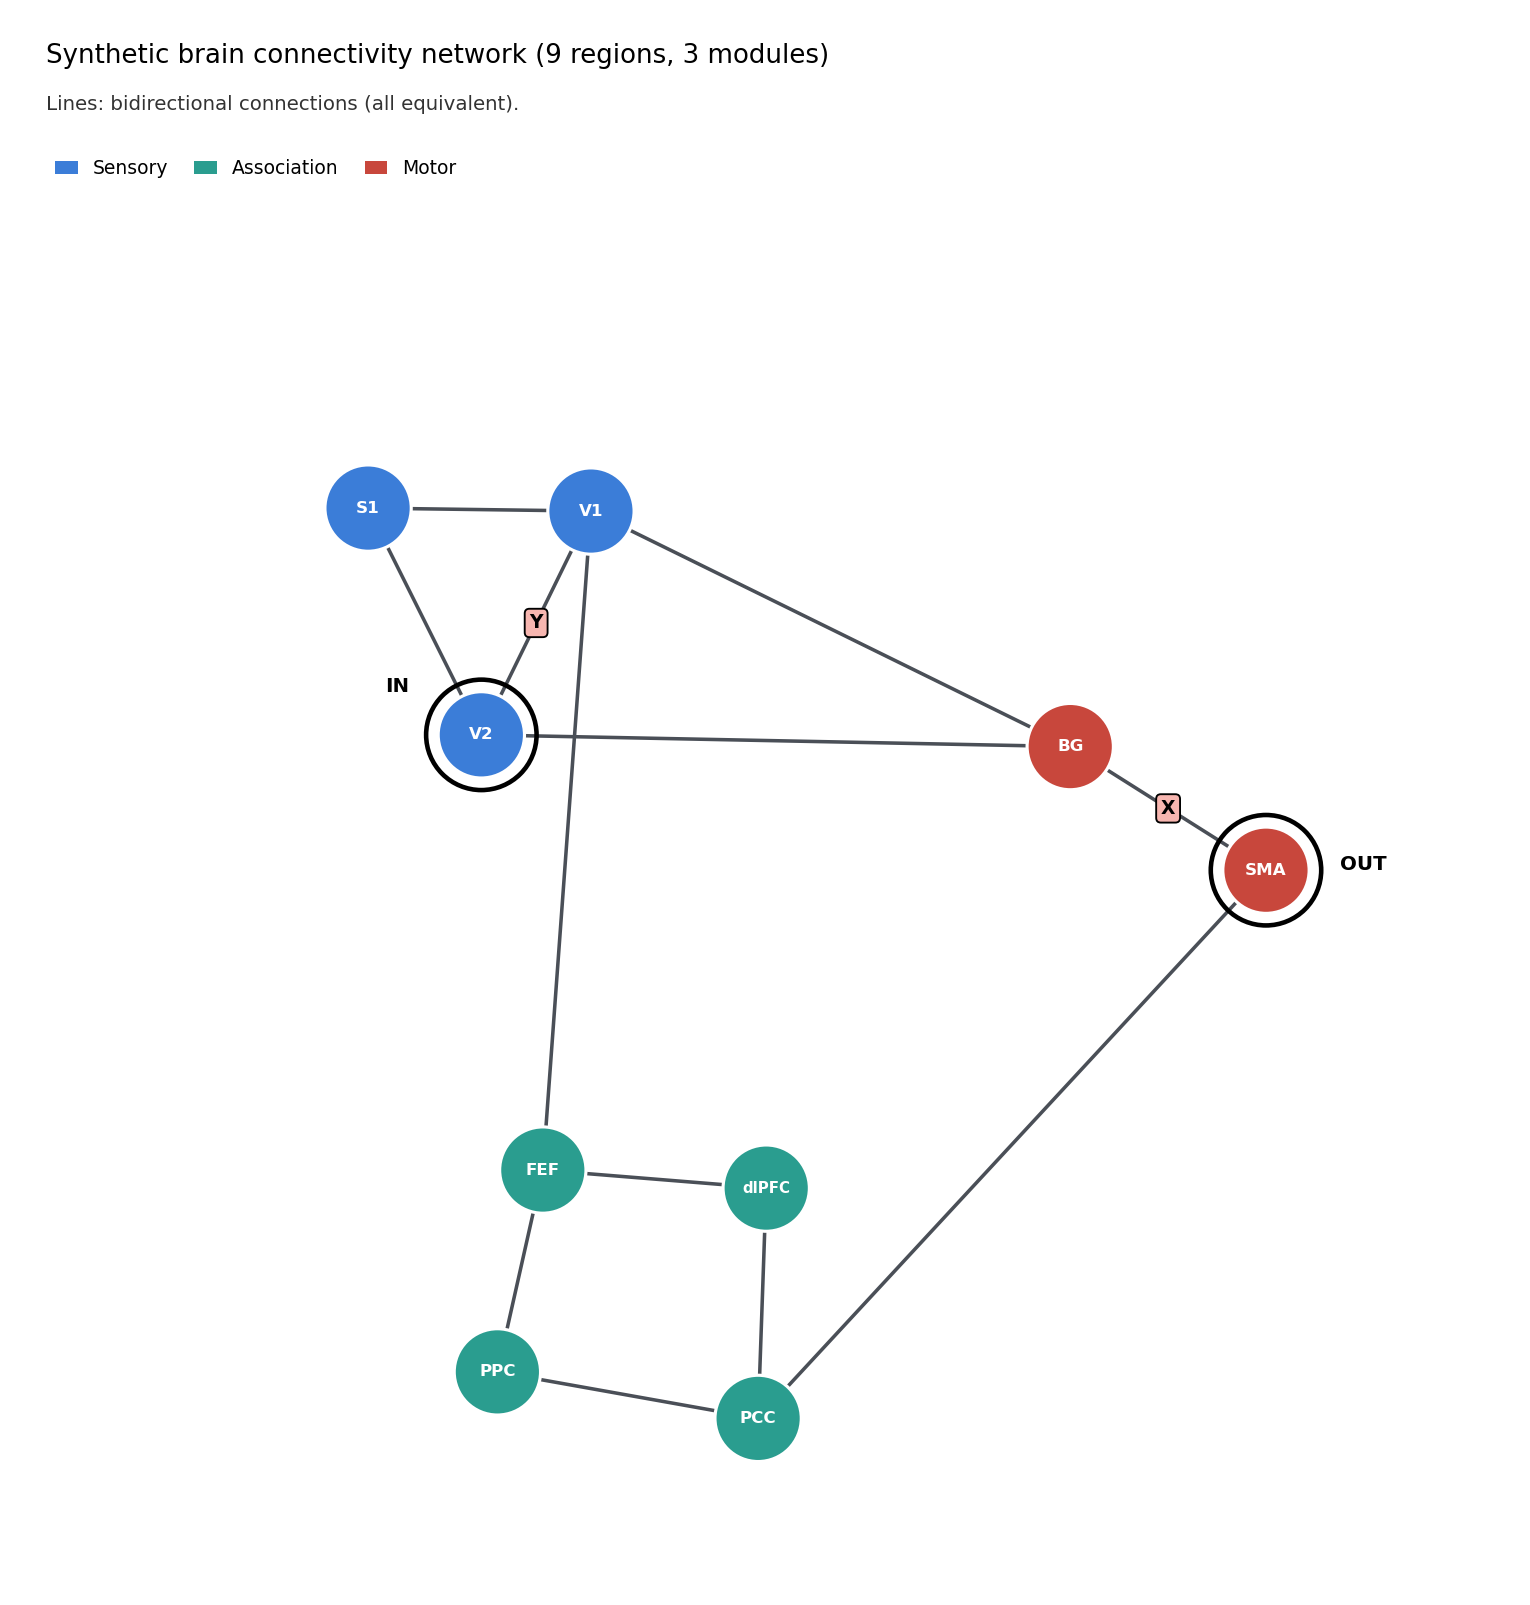 Synthetic brain connectivity network (9 regions, 3 modules)
Lines: bidirectional connections (all equivalent).
Sensory Association Motor
S1 V1
Y
IN
V2 BG
X
SMA OUT
FEF dlPFC
PPC
PCC